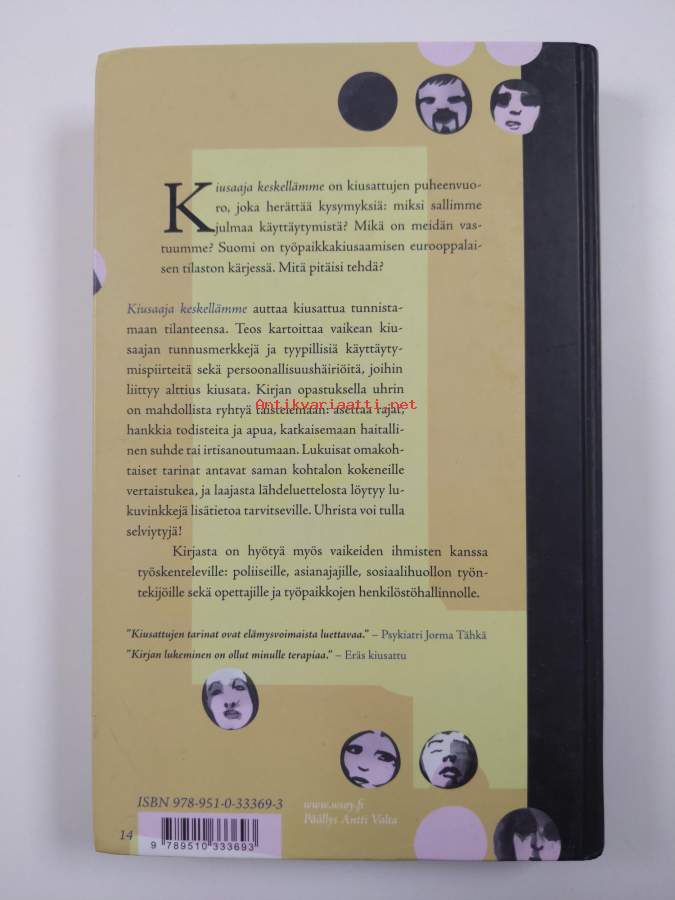 Kiusaaja keskellämme on kiusattujen puheenvuo-
ro, joka herättää kysymyksiä: miksi sallimme
julmaa käyttäytymistä? Mikä on meidän vas-
tuumme? Suomi on työpaikkakiusaamisen eurooppalai-
sen tilaston kärjessä. Mitä pitäisi tehdä?
Kiusaaja keskellämme auttaa kiusattua tunnista-
maan tilanteensa. Teos kartoittaa vaikean kiu-
saajan tunnusmerkkejä ja tyypillisiä käyttäyty-
mispiirteitä sekä persoonallisuushäiriöitä, joihin
liittyy alttius kiusata. Kirjan opastuksella uhrin
Antikvariaatti.net
on mahdollista ryhtyä taistelemaan: asettaa rajat,
hankkia todisteita ja apua, katkaisemaan haitalli-
nen suhde tai irtisanoutumaan. Lukuisat omakoh-
taiset tarinat antavat saman kohtalon kokeneille
vertaistukea, ja laajasta lähdeluettelosta löytyy lu-
kuvinkkejä lisätietoa tarvitseville. Uhrista voi tulla
selviytyjä!
Kirjasta on hyötyä myös vaikeiden ihmisten kanssa
työskenteleville: poliiseille, asianajajille, sosiaalihuollon työn-
tekijöille sekä opettajille ja työpaikkojen henkilöstöhallinnolle.
"Kiusattujen tarinat ovat elämysvoimaista luettavaa." – Psykiatri Jorma Tähkä
"Kirjan lukeminen on ollut minulle terapiaa." – Eräs kiusattu
ISBN 978-951-0-33369-3
www.wsoy.fi
Päällys Antti Valta
14
9 789510 333693